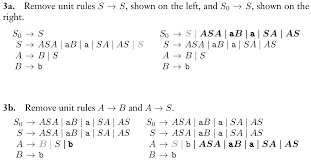 3a. Remove unit rules S → S, shown on the left, and S₀ → S, shown on the
right.
S₀ → S    S₀ → S | ASA | aB | a | SA | AS
S → ASA | aB | a | SA | AS | S    S → ASA | aB | a | SA | AS
A → B | S    A → B | S
B → b    B → b
3b. Remove unit rules A → B and A → S.
S₀ → ASA | aB | a | SA | AS    S₀ → ASA | aB | a | SA | AS
S → ASA | aB | a | SA | AS    S → ASA | aB | a | SA | AS
A → B | S | b    A → S | b | ASA | aB | a | SA | AS
B → b    B → b